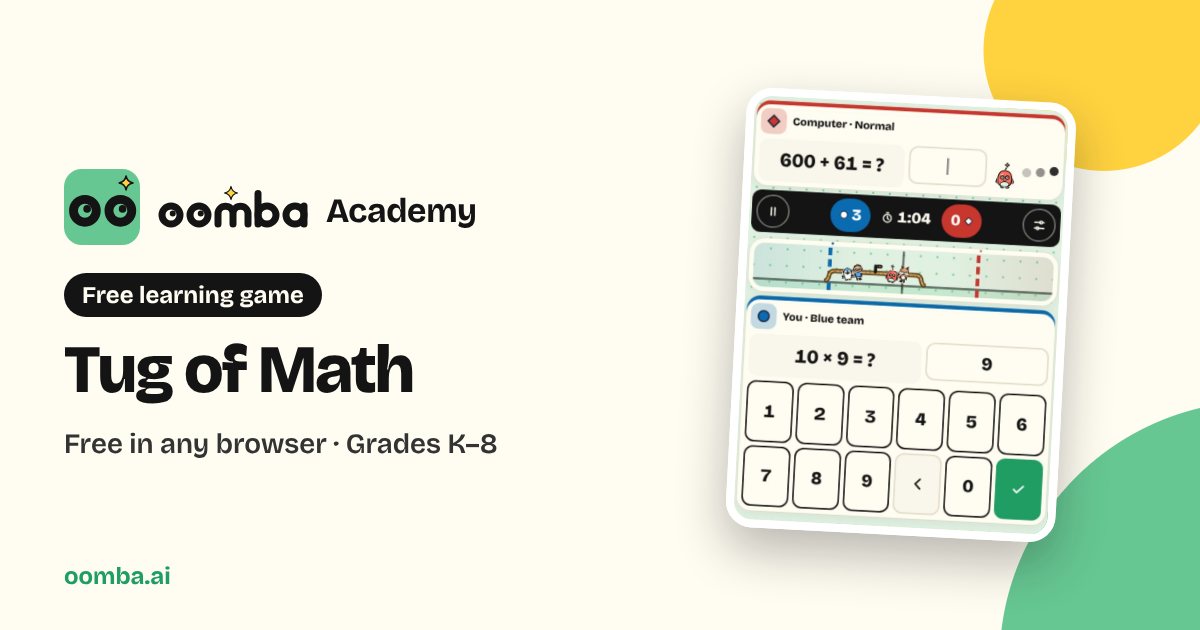 oomba Academy
Free learning game
Tug of Math
Free in any browser · Grades K–8
oomba.ai
Computer · Normal
600 + 61 = ?
3 1:04 0
You · Blue team
10 × 9 = ? 9
1 2 3 4 5 6
7 8 9 0